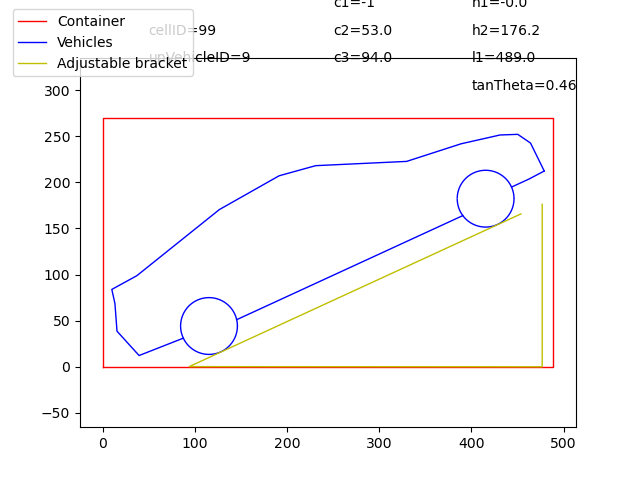 c1=-1 h1=-0.0
Container
cellID=99 c2=53.0 h2=176.2
Vehicles
upVehicleID=9 c3=94.0 l1=489.0
Adjustable bracket
tanTheta=0.46
300
250
200
150
100
50
0
−50
0 100 200 300 400 500